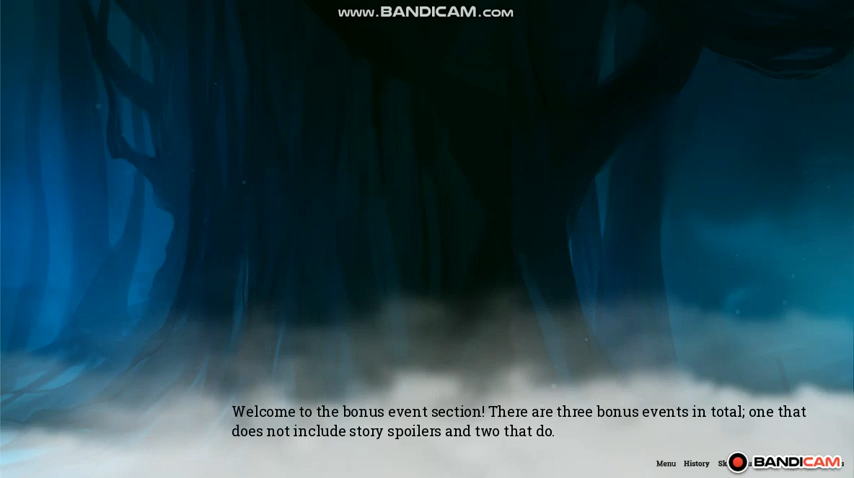 www.BANDICAM.com
Welcome to the bonus event section! There are three bonus events in total; one that
does not include story spoilers and two that do.
Menu History Sk
BANDICAM